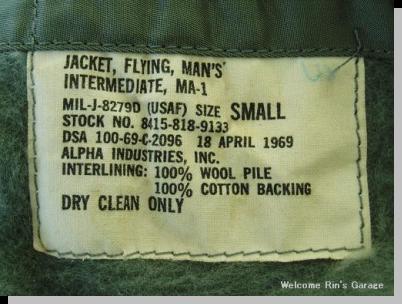 JACKET, FLYING, MAN'S
INTERMEDIATE, MA-1
MIL-J-8279D (USAF) SIZE SMALL
STOCK NO. 8415-818-9133
DSA 100-69-C-2096 18 APRIL 1969
ALPHA INDUSTRIES, INC.
INTERLINING: 100% WOOL PILE
100% COTTON BACKING
DRY CLEAN ONLY
Welcome Rin's Garage